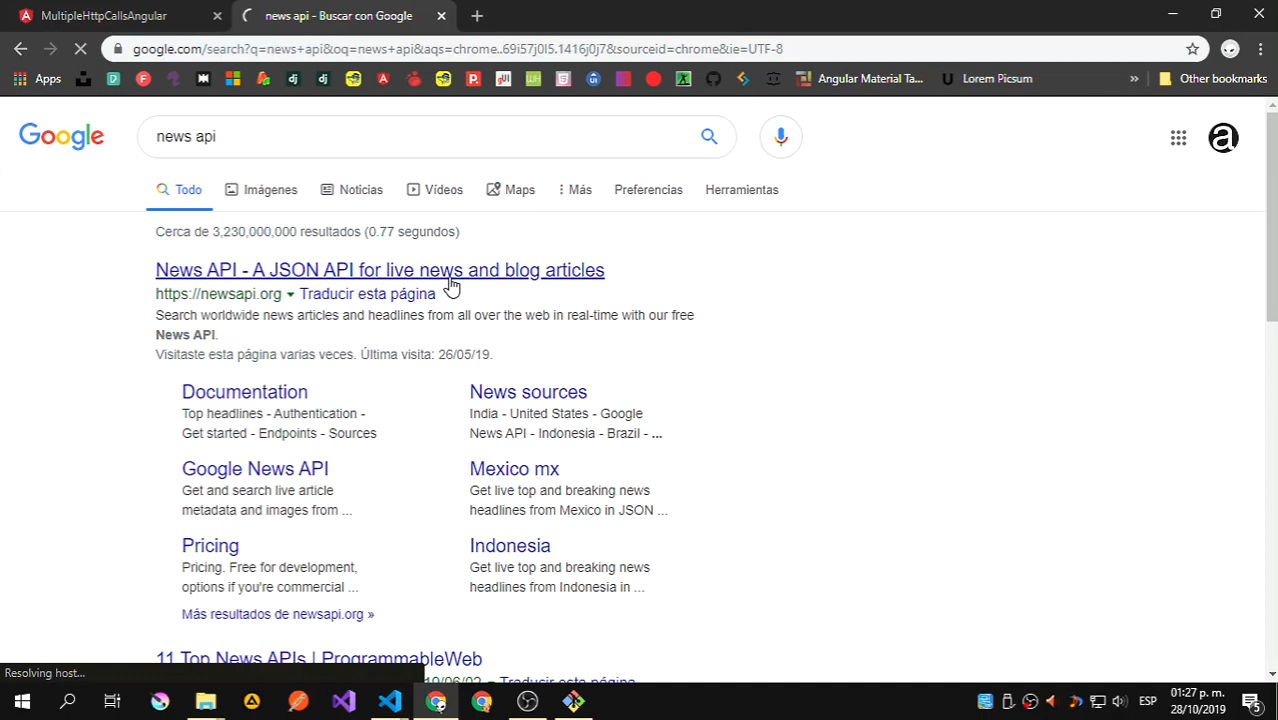 MultipleHttpCallsAngular
news api - Buscar con Google
google.com/search?q=news+api&oq=news+api&aqs=chrome..69i57j0l5.1416j0j7&sourceid=chrome&ie=UTF-8
Apps
Angular Material Ta...
Lorem Picsum
»
Other bookmarks
Google
news api
Todo
Imágenes
Noticias
Vídeos
Maps
Más
Preferencias
Herramientas
Cerca de 3,230,000,000 resultados (0.77 segundos)
News API - A JSON API for live news and blog articles
https://newsapi.org
Traducir esta página
Search worldwide news articles and headlines from all over the web in real-time with our free
News API.
Visitaste esta página varias veces. Última visita: 26/05/19.
Documentation
Top headlines - Authentication -
Get started - Endpoints - Sources
News sources
India - United States - Google
News API - Indonesia - Brazil - ...
Google News API
Get and search live article
metadata and images from ...
Mexico mx
Get live top and breaking news
headlines from Mexico in JSON ...
Pricing
Pricing. Free for development,
options if you're commercial ...
Indonesia
Get live top and breaking news
headlines from Indonesia in ...
Más resultados de newsapi.org »
11 Top News APIs | ProgrammableWeb
Traducir esta página
Resolving host...
ESP
01:27 p. m.
28/10/2019
5